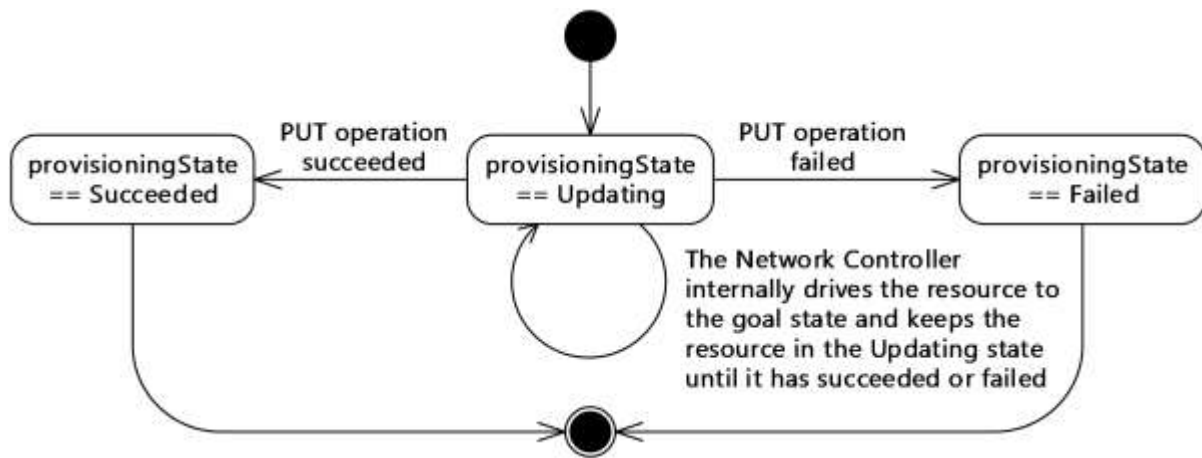 provisioningState
== Succeeded
PUT operation
succeeded
provisioningState
== Updating
PUT operation
failed
provisioningState
== Failed
The Network Controller
internally drives the resource to
the goal state and keeps the
resource in the Updating state
until it has succeeded or failed